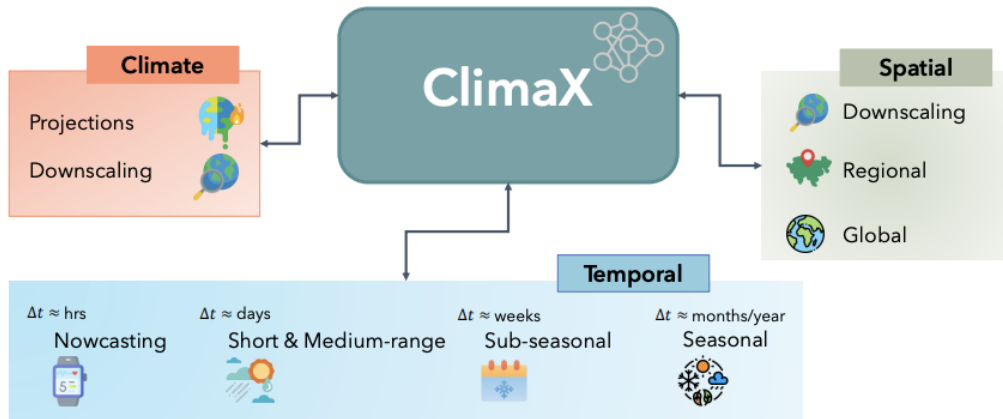 ClimaX
Climate
Projections
Downscaling
Spatial
Downscaling
Regional
Global
Temporal
Δt ≈ hrs
Nowcasting
Δt ≈ days
Short & Medium-range
Δt ≈ weeks
Sub-seasonal
Δt ≈ months/year
Seasonal
5